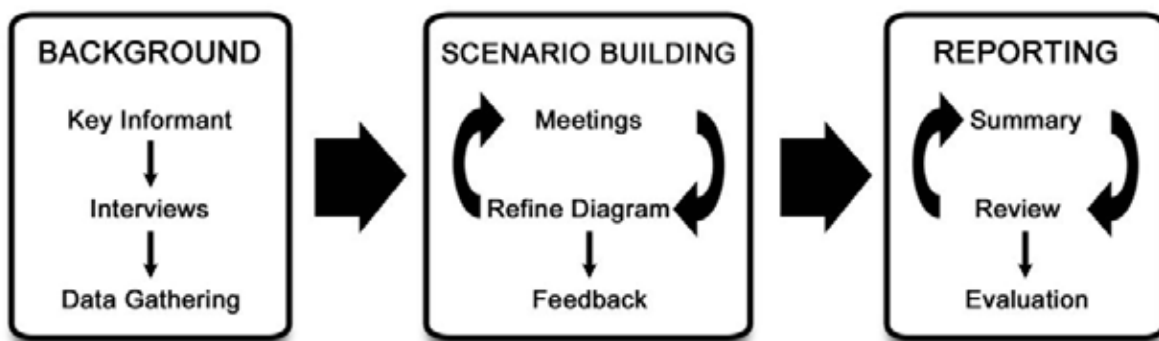 BACKGROUND
Key Informant
Interviews
Data Gathering
SCENARIO BUILDING
Meetings
Refine Diagram
Feedback
REPORTING
Summary
Review
Evaluation